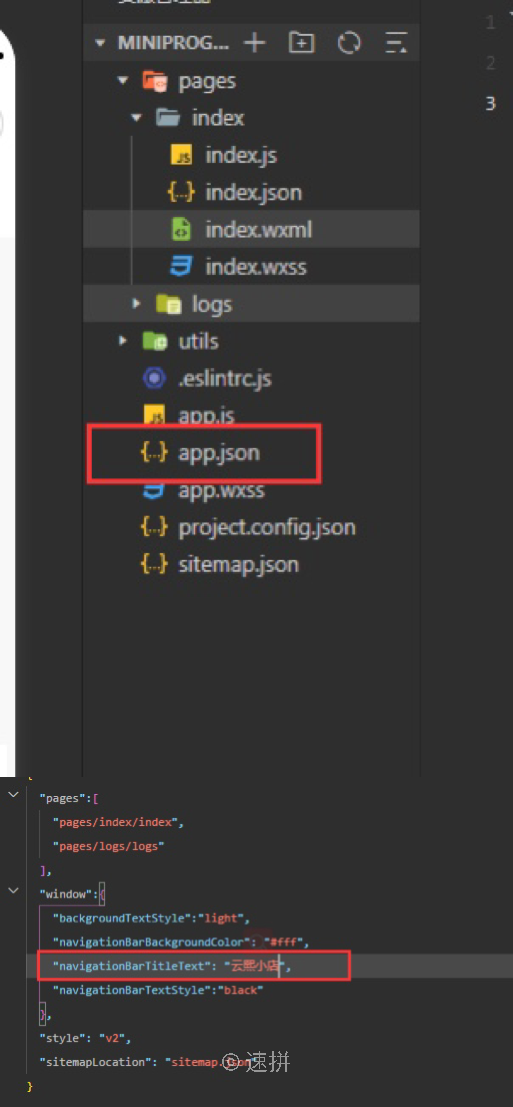 MINIPROG...
1
2
3
pages
index
index.js
index.json
index.wxml
index.wxss
logs
utils
.eslintrc.js
app.js
app.json
app.wxss
project.config.json
sitemap.json
"pages":[
"pages/index/index",
"pages/logs/logs"
],
"window":{
"backgroundTextStyle":"light",
"navigationBarBackgroundColor": "#fff",
"navigationBarTitleText": "云熙小店",
"navigationBarTextStyle":"black"
},
"style": "v2",
"sitemapLocation": "sitemap.json"
}
速拼